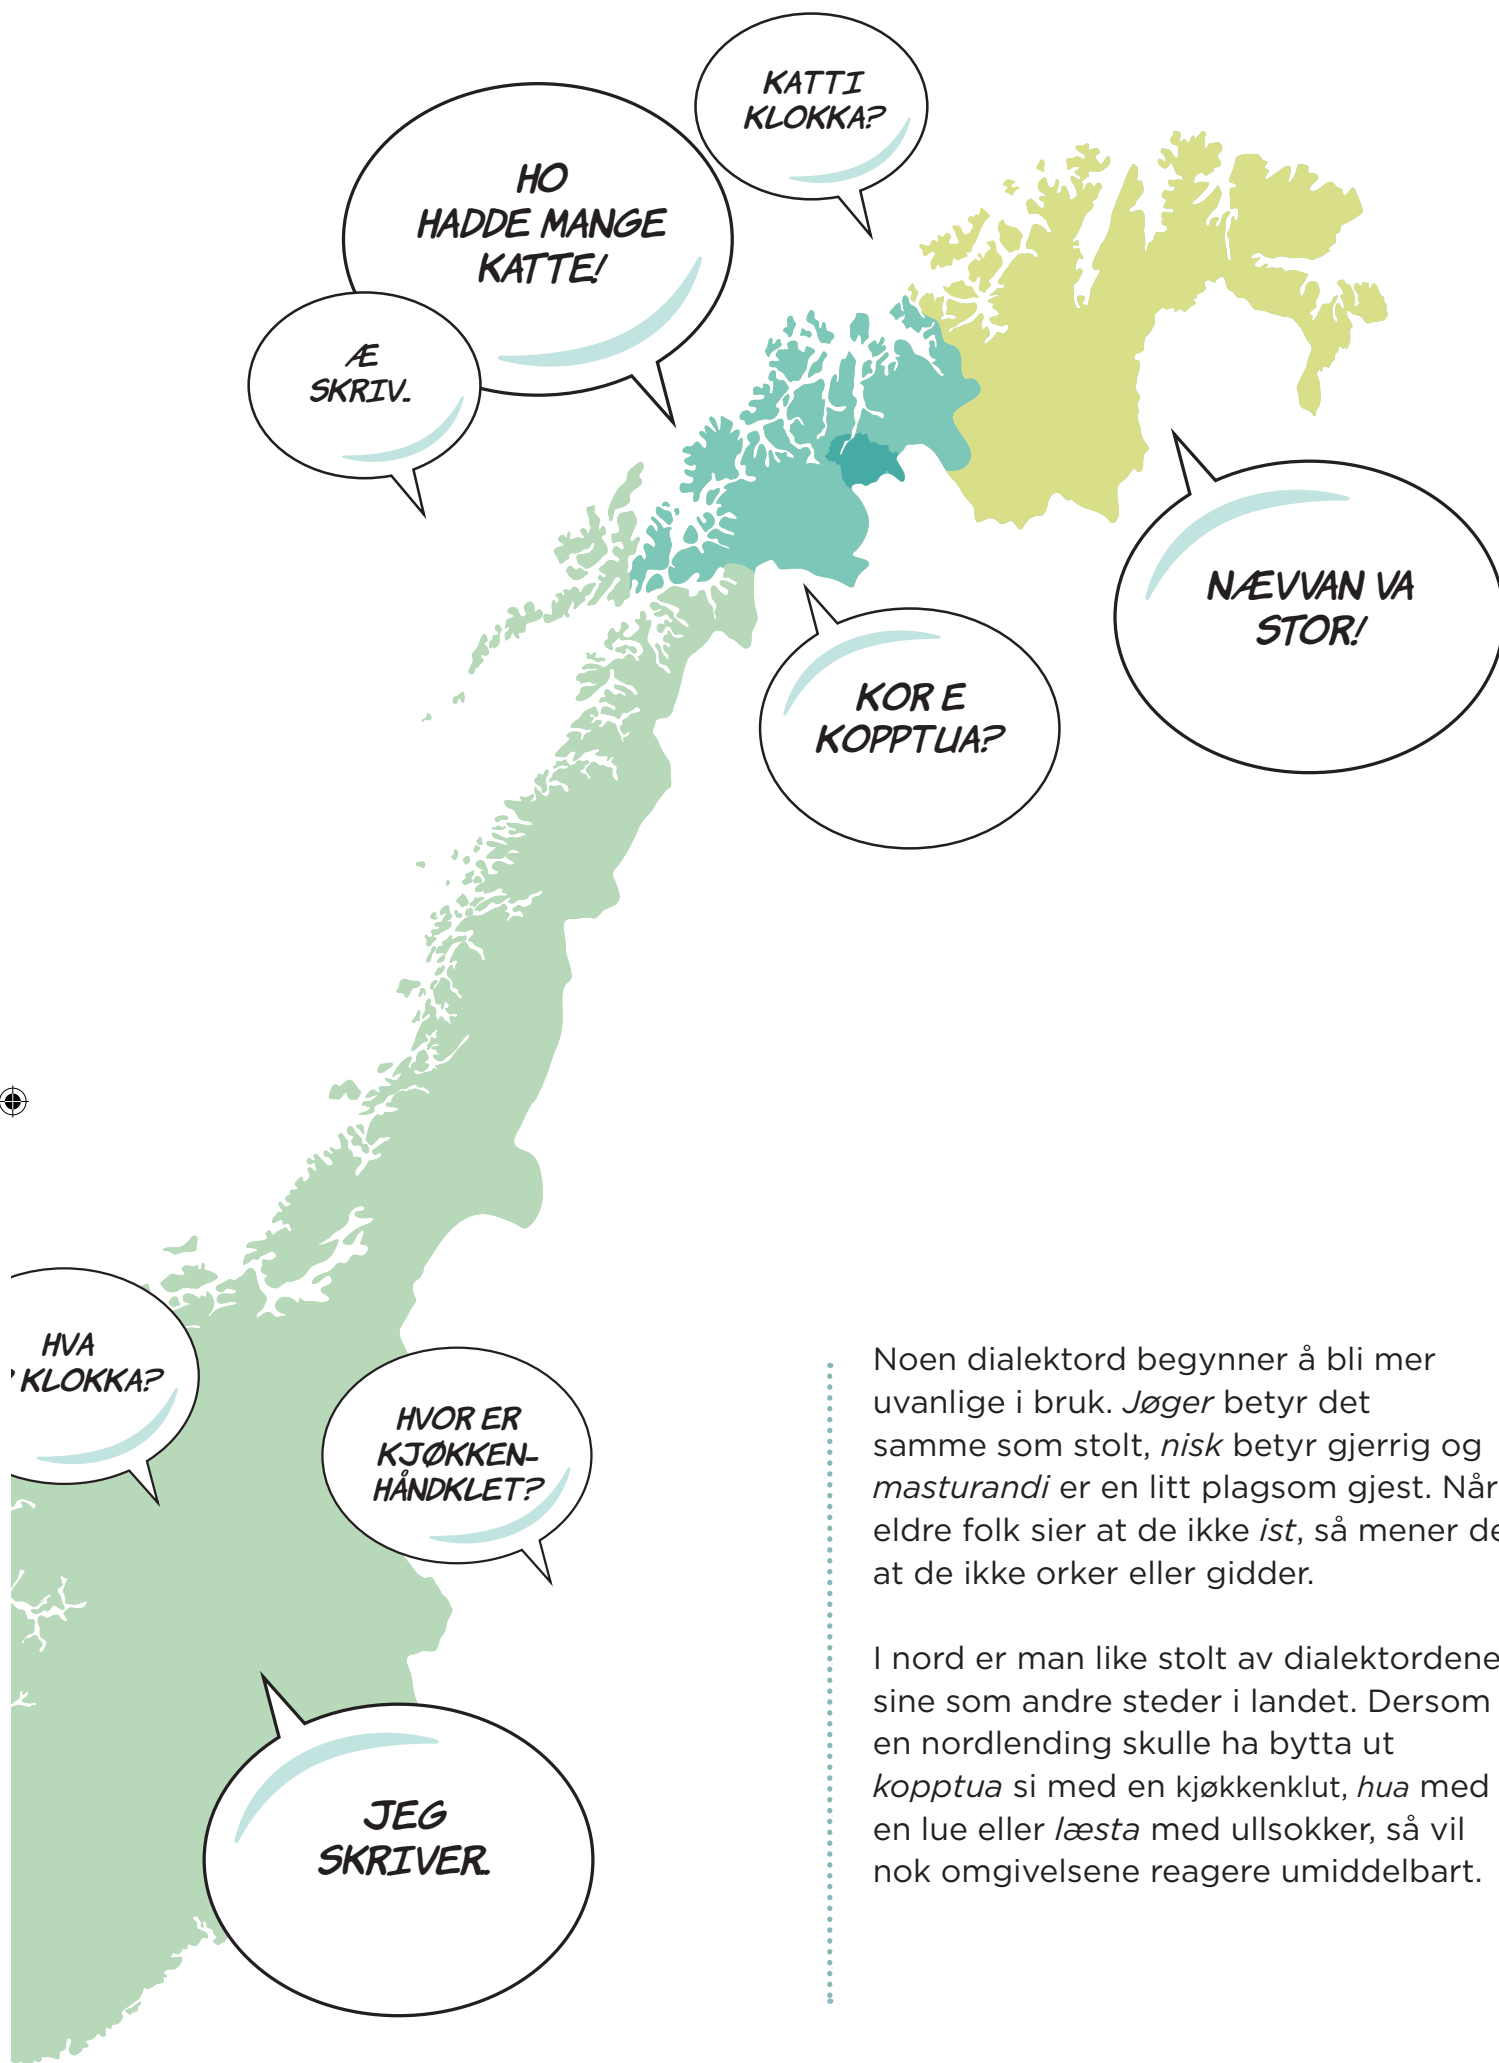 KATTI
KLOKKA?
HO
HADDE MANGE
KATTE!
Æ
SKRIV..
NÆVVAN VA
STOR!
KOR E
KOPPTUA?
HVA
KLOKKA?
HVOR ER
KJØKKEN-
HÅNDKLET?
JEG
SKRIVER..
Noen dialektord begynner å bli mer
uvanlige i bruk. Jøger betyr det
samme som stolt, nisk betyr gjerrig og
masturandi er en litt plagsom gjest. Når
eldre folk sier at de ikke ist, så mener de
at de ikke orker eller gidder.
I nord er man like stolt av dialektordene
sine som andre steder i landet. Dersom
en nordlending skulle ha bytta ut
kopptua si med en kjøkkenklut, hua med
en lue eller læsta med ullsokker, så vil
nok omgivelsene reagere umiddelbart.